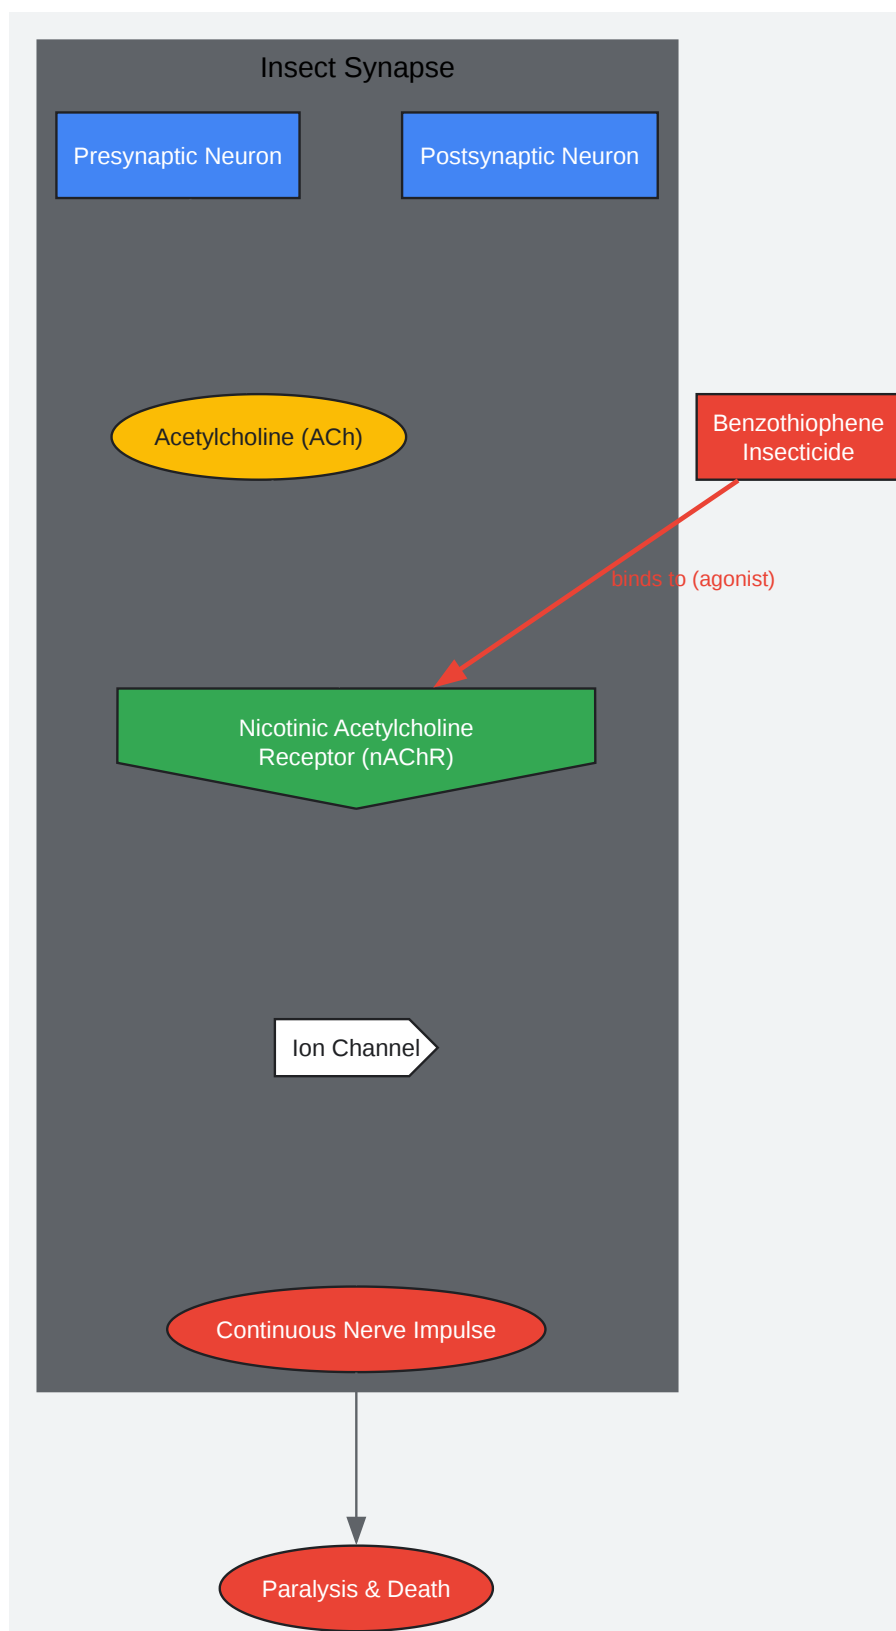 Insect Synapse
Presynaptic Neuron
Postsynaptic Neuron
Acetylcholine (ACh)
Benzothiophene
Insecticide
binds to (agonist)
Nicotinic Acetylcholine
Receptor (nAChR)
Ion Channel
Continuous Nerve Impulse
Paralysis & Death